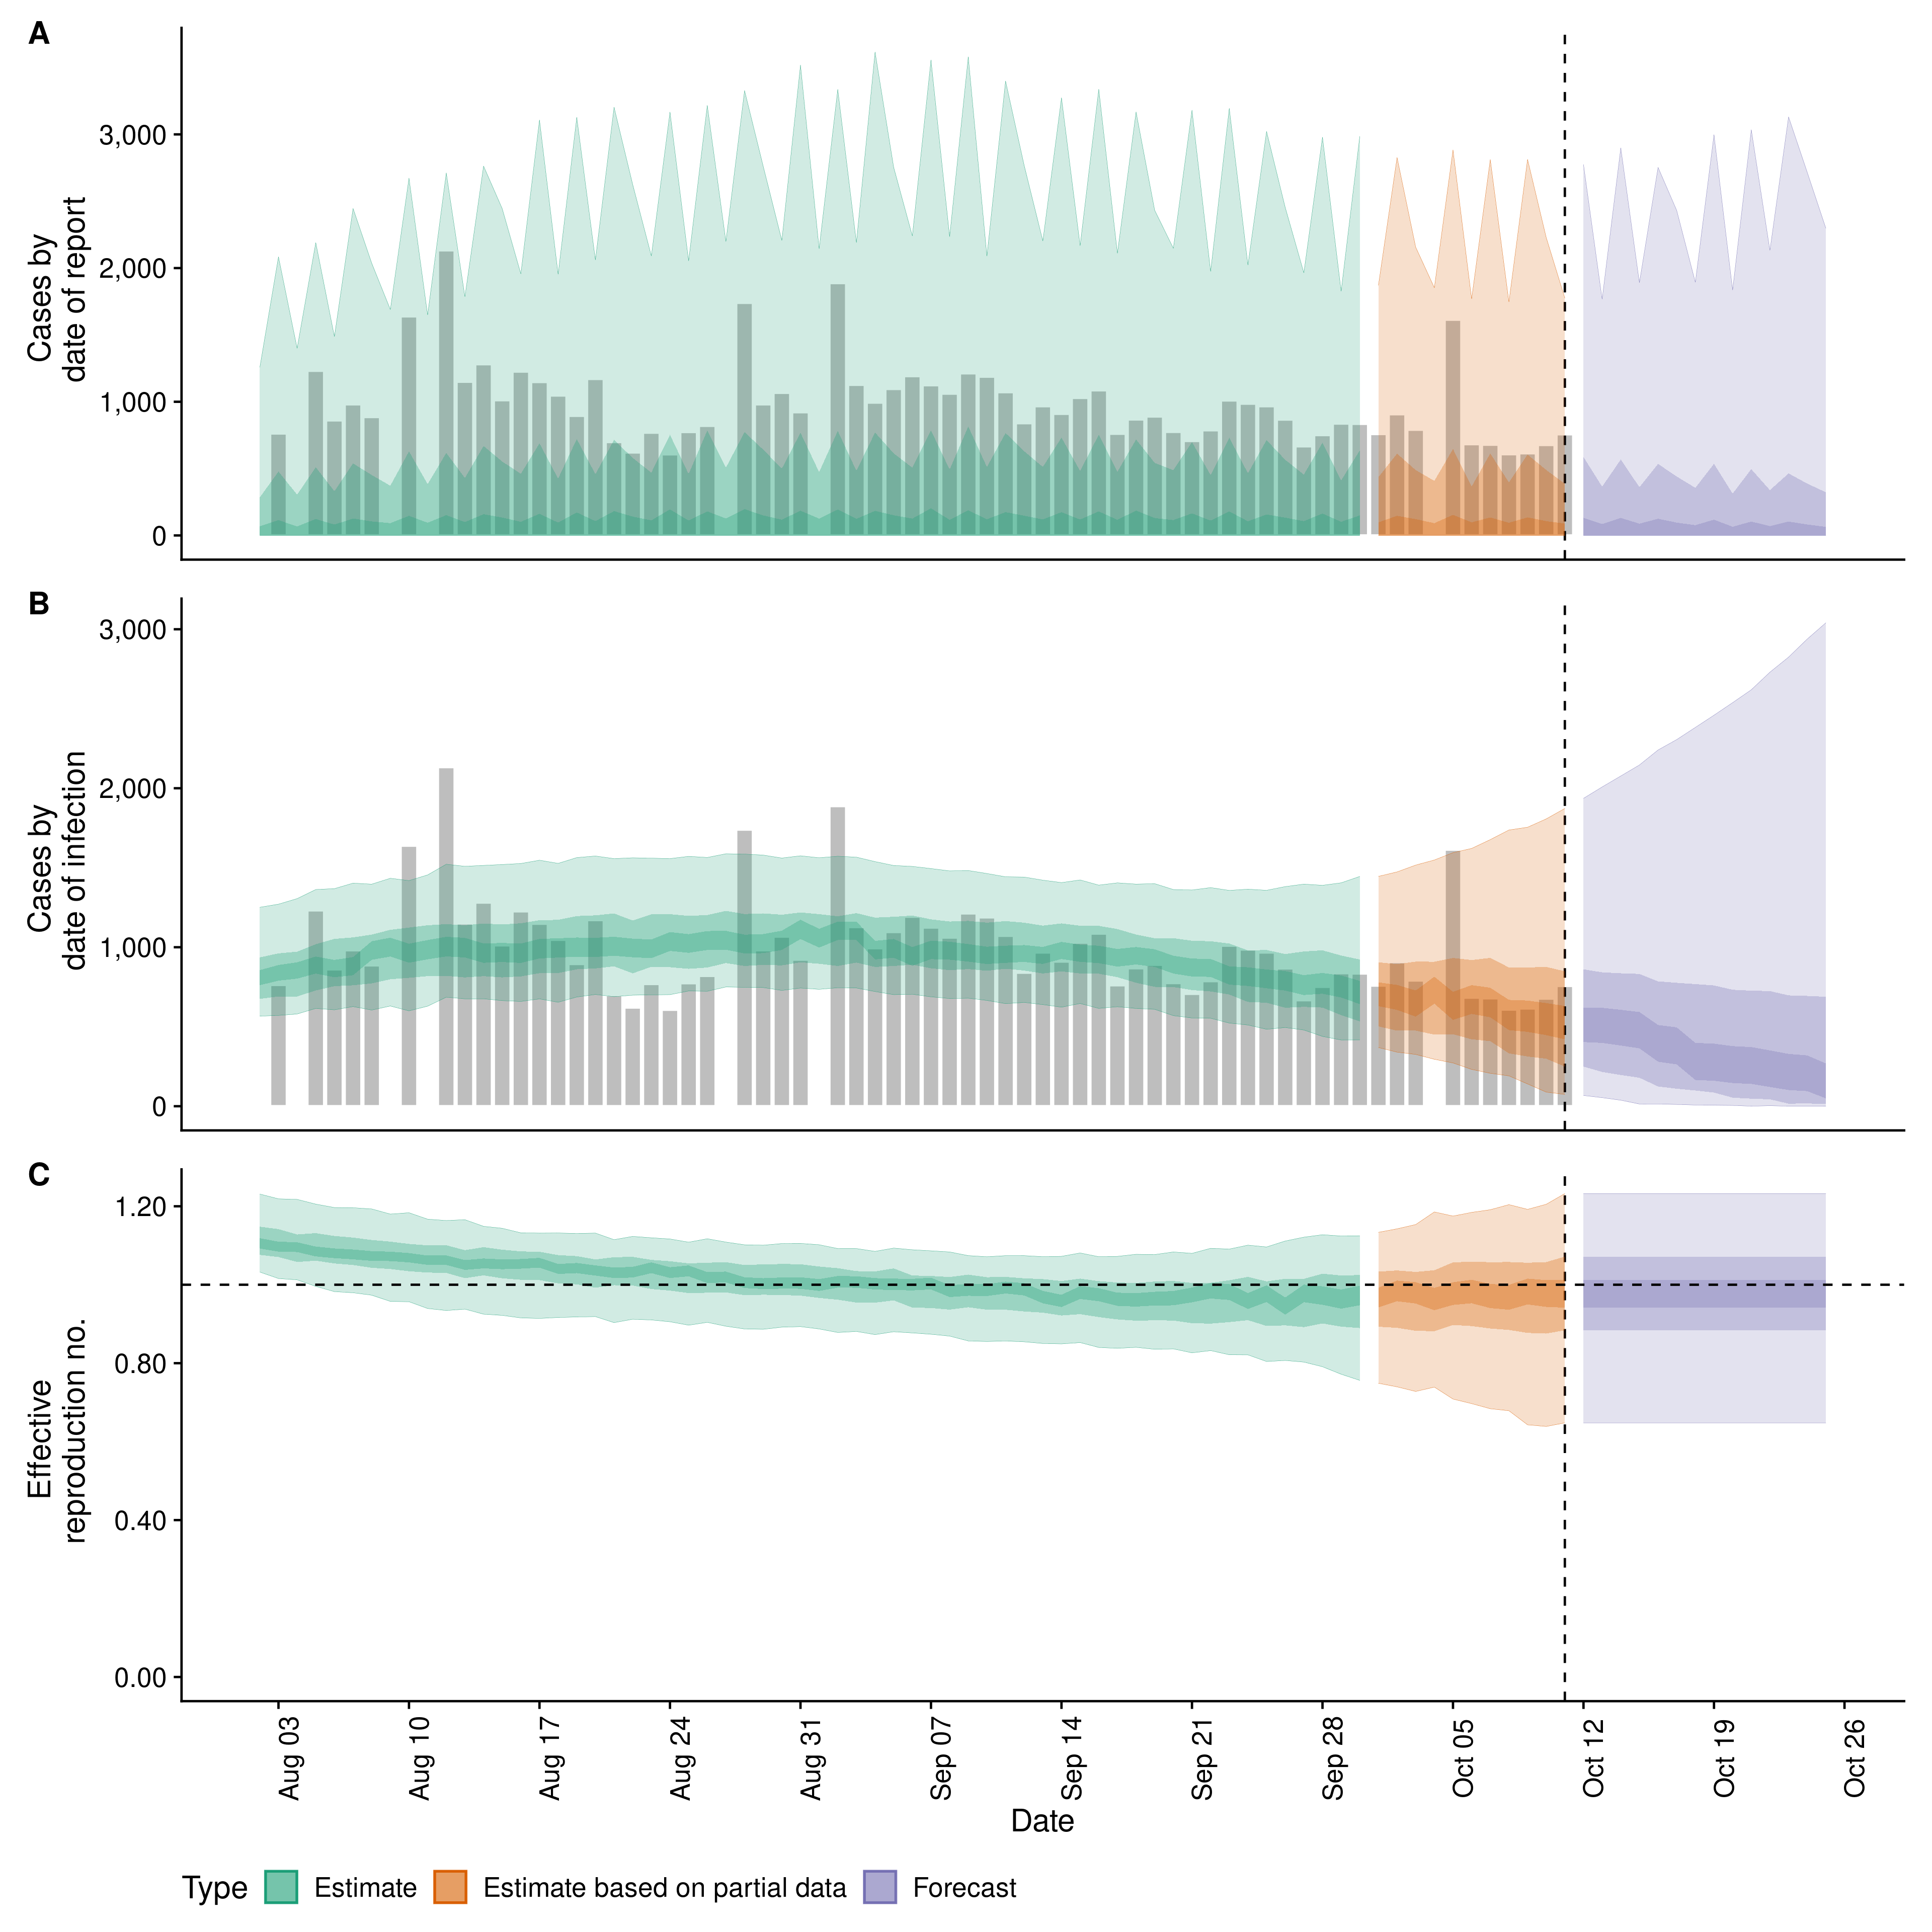 A
Cases by
date of report
3,000
2,000
1,000
0
B
Cases by
date of infection
3,000
2,000
1,000
0
C
Effective
reproduction no.
1.20
0.80
0.40
0.00
Aug 03
Aug 10
Aug 17
Aug 24
Aug 31
Sep 07
Sep 14
Sep 21
Sep 28
Oct 05
Oct 12
Oct 19
Oct 26
Date
Type Estimate Estimate based on partial data Forecast